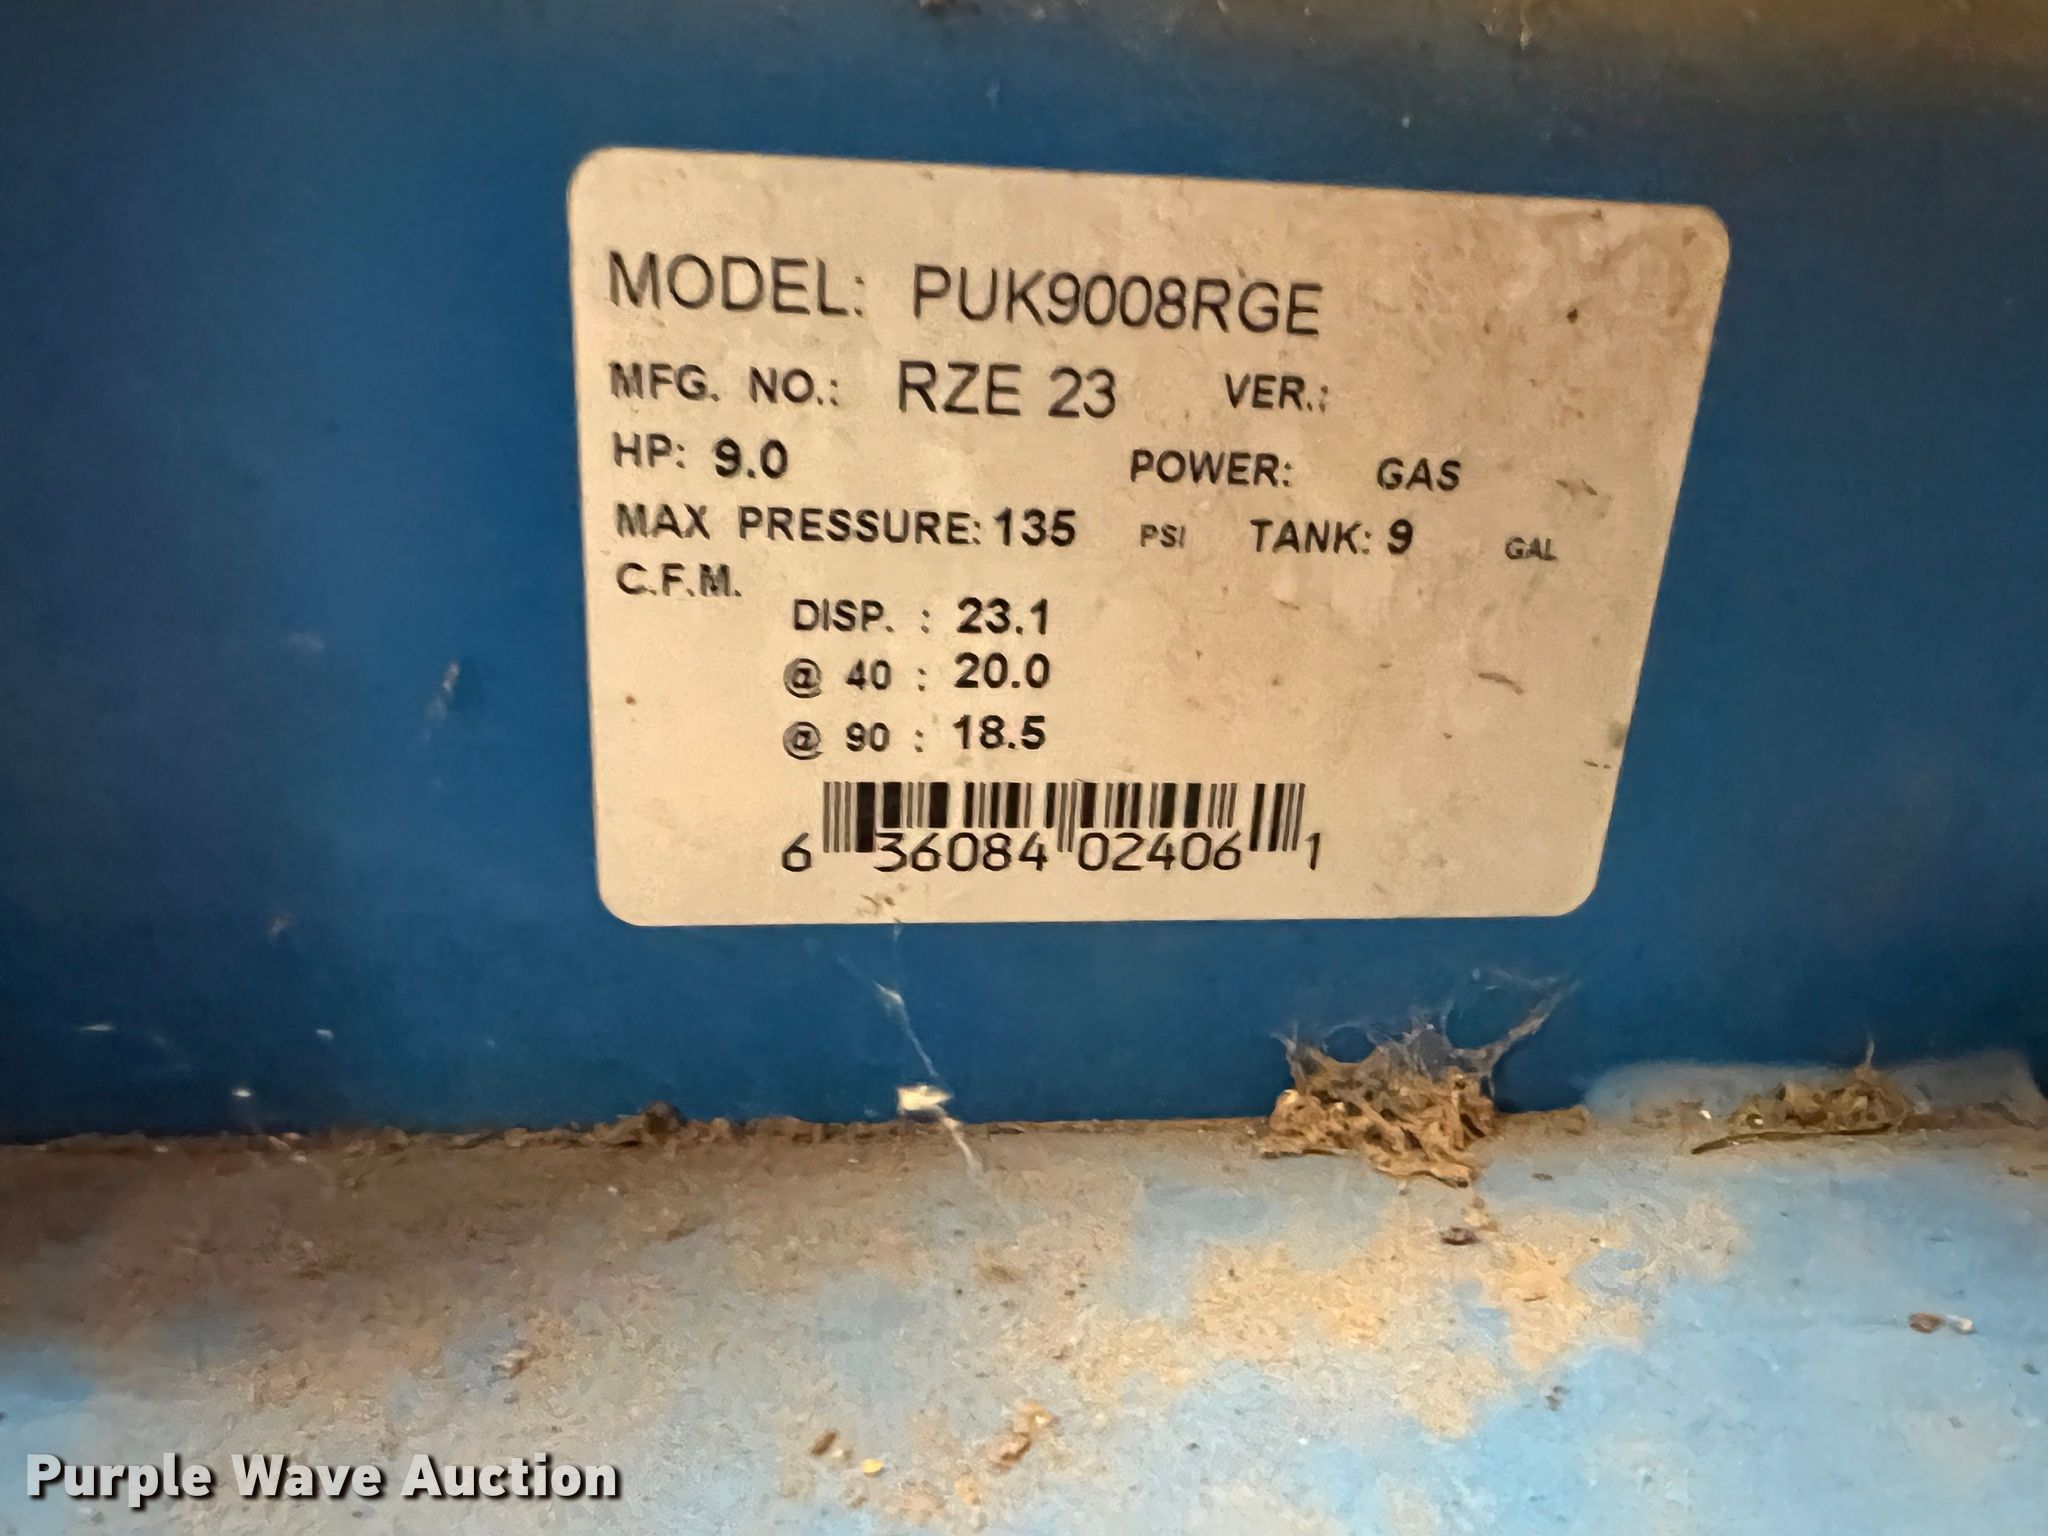 MODEL: PUK9008RGE
MFG. NO.: RZE 23 VER.:
HP: 9.0 POWER: GAS
MAX PRESSURE: 135 PSI TANK: 9 GAL
C.F.M.
DISP. : 23.1
@ 40 : 20.0
@ 90 : 18.5
6 36084 02406 1
Purple Wave Auction